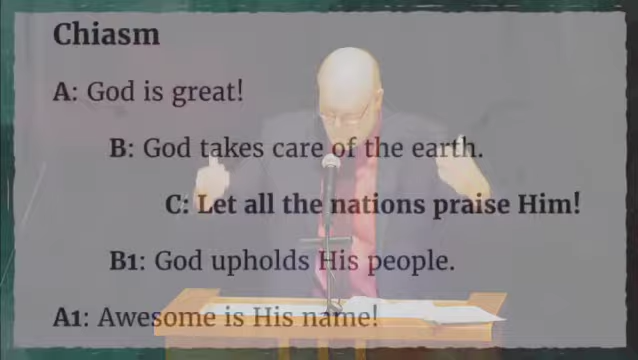 Chiasm
A: God is great!
B: God takes care of the earth.
C: Let all the nations praise Him!
B1: God upholds His people.
A1: Awesome is His name!